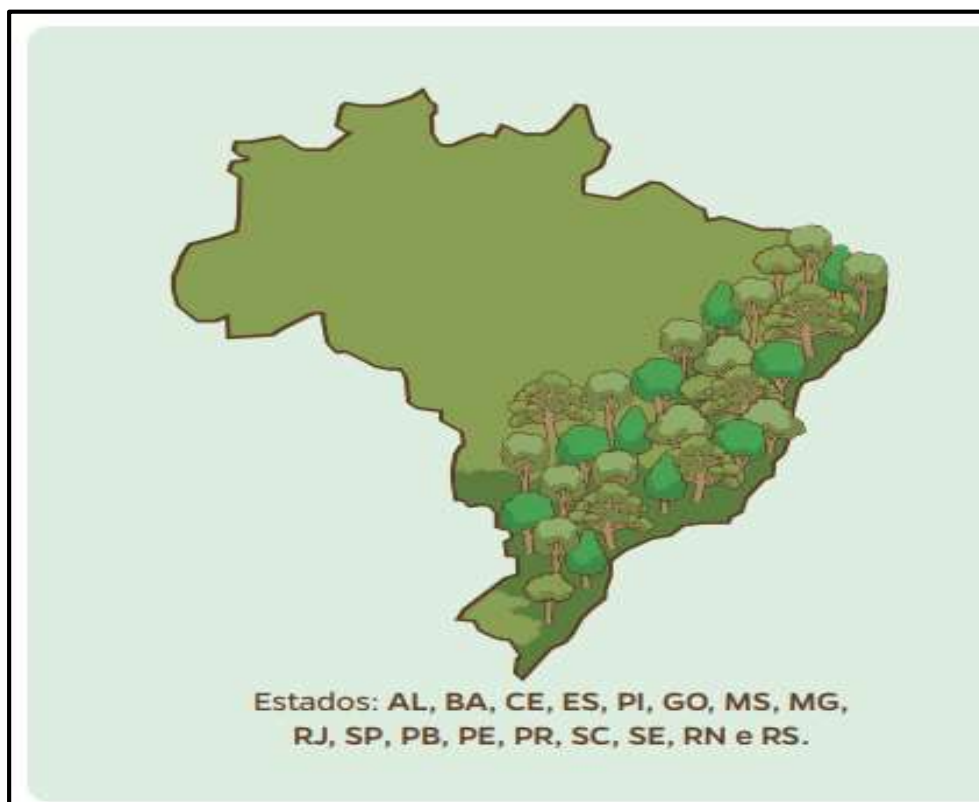 Estados: AL, BA, CE, ES, PI, GO, MS, MG,
RJ, SP, PB, PE, PR, SC, SE, RN e RS.